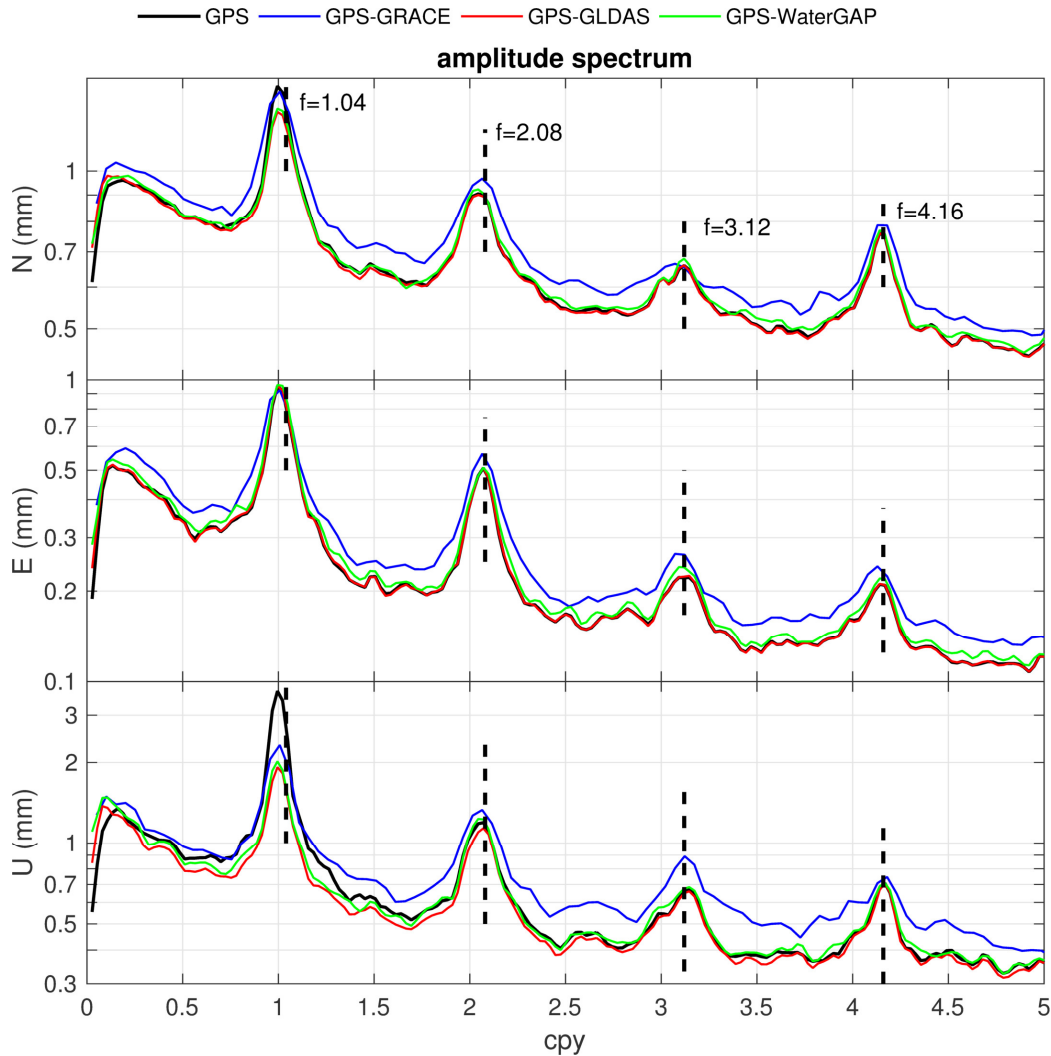 GPS GPS-GRACE GPS-GLDAS GPS-WaterGAP
amplitude spectrum
f=1.04
f=2.08
f=3.12
f=4.16
N (mm)
1
0.7
0.5
E (mm)
1
0.7
0.5
0.3
0.2
0.1
U (mm)
3
2
1
0.7
0.5
0.3
0 0.5 1 1.5 2 2.5 3 3.5 4 4.5 5
cpy